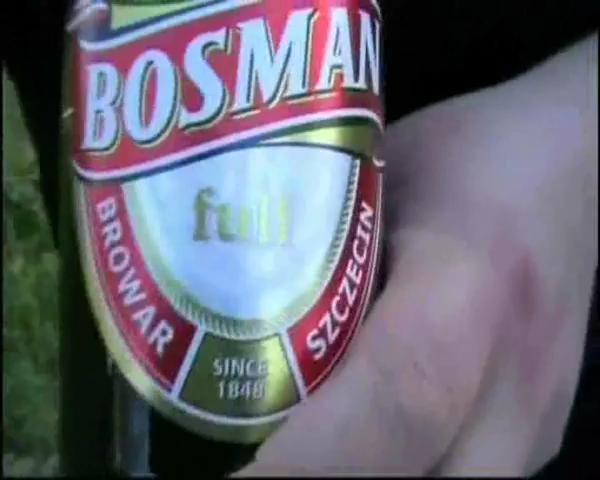 BOSMAN
full
BROWAR
SZCZECIN
SINCE
1848